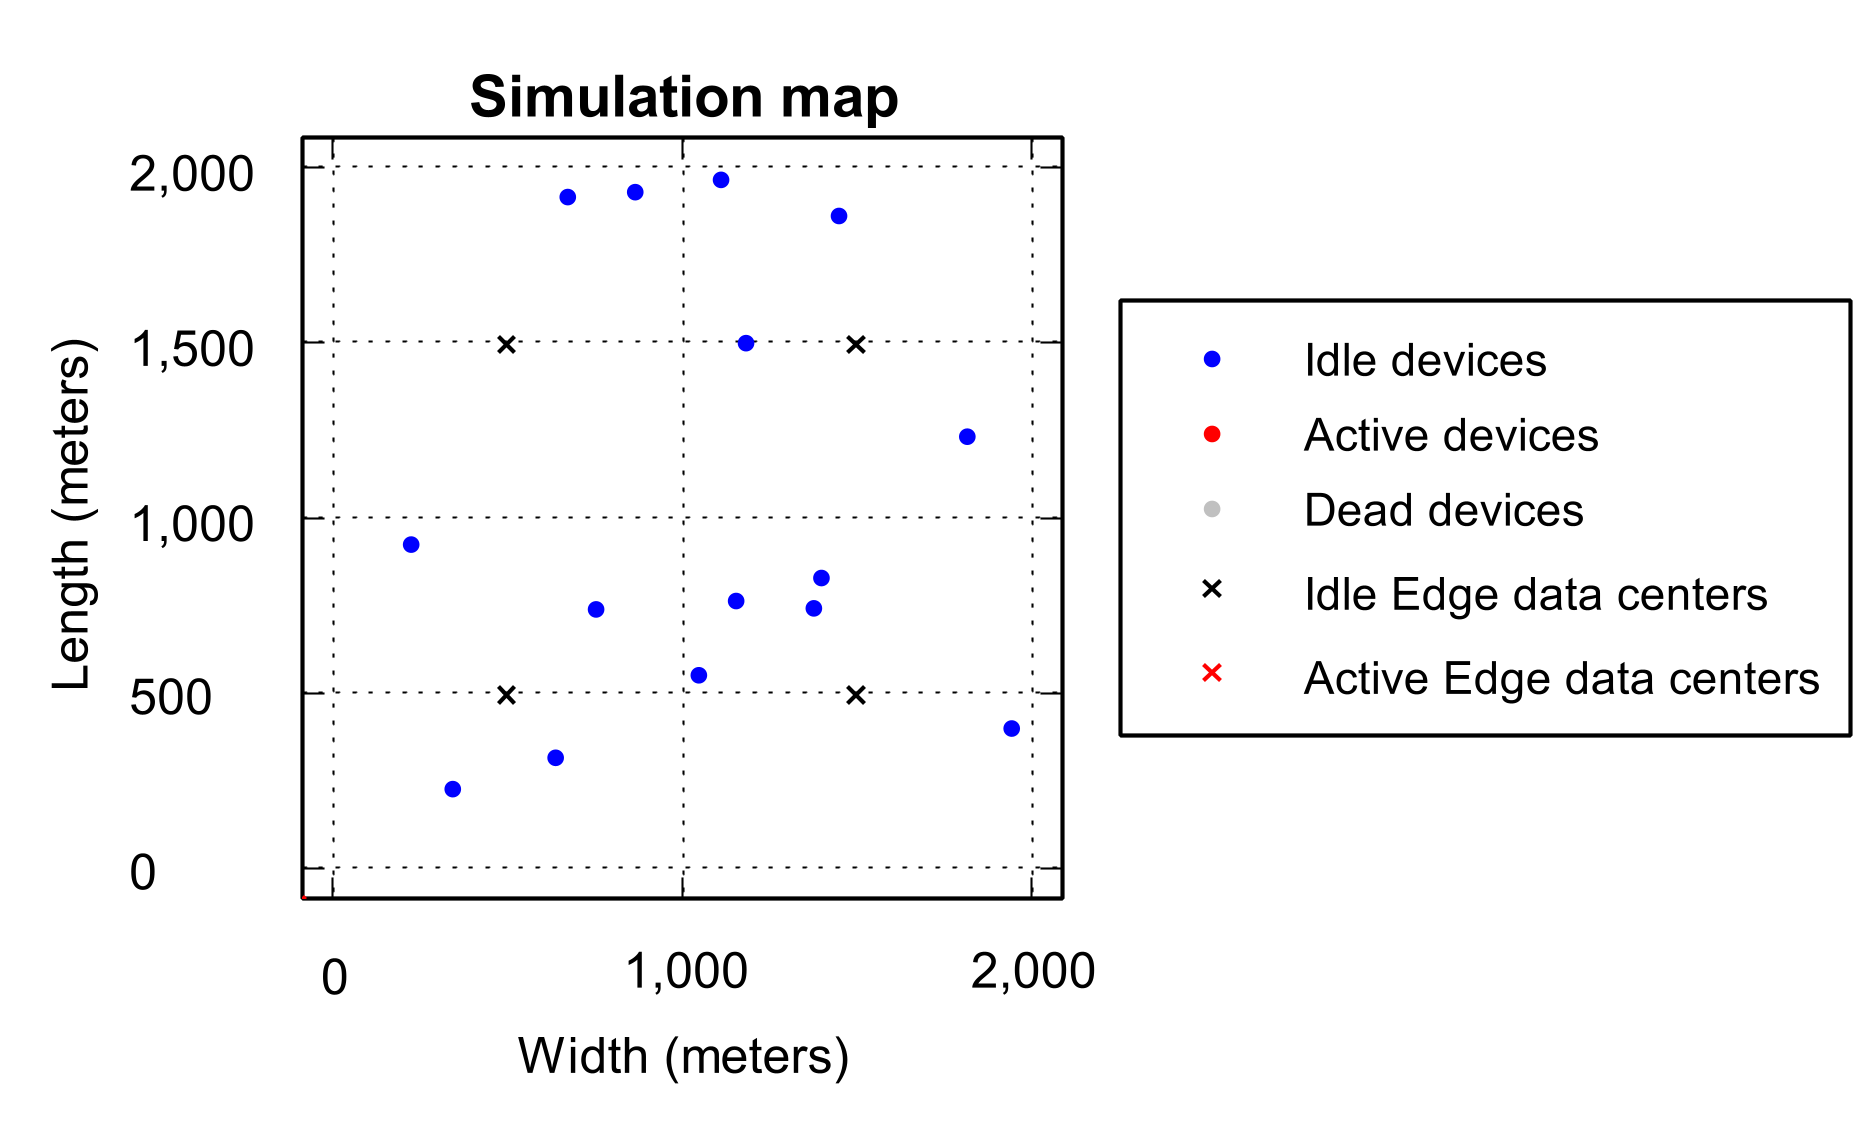 Simulation map
2,000
1,500
1,000
500
0
Length (meters)
0
1,000
2,000
Width (meters)
Idle devices
Active devices
Dead devices
Idle Edge data centers
Active Edge data centers